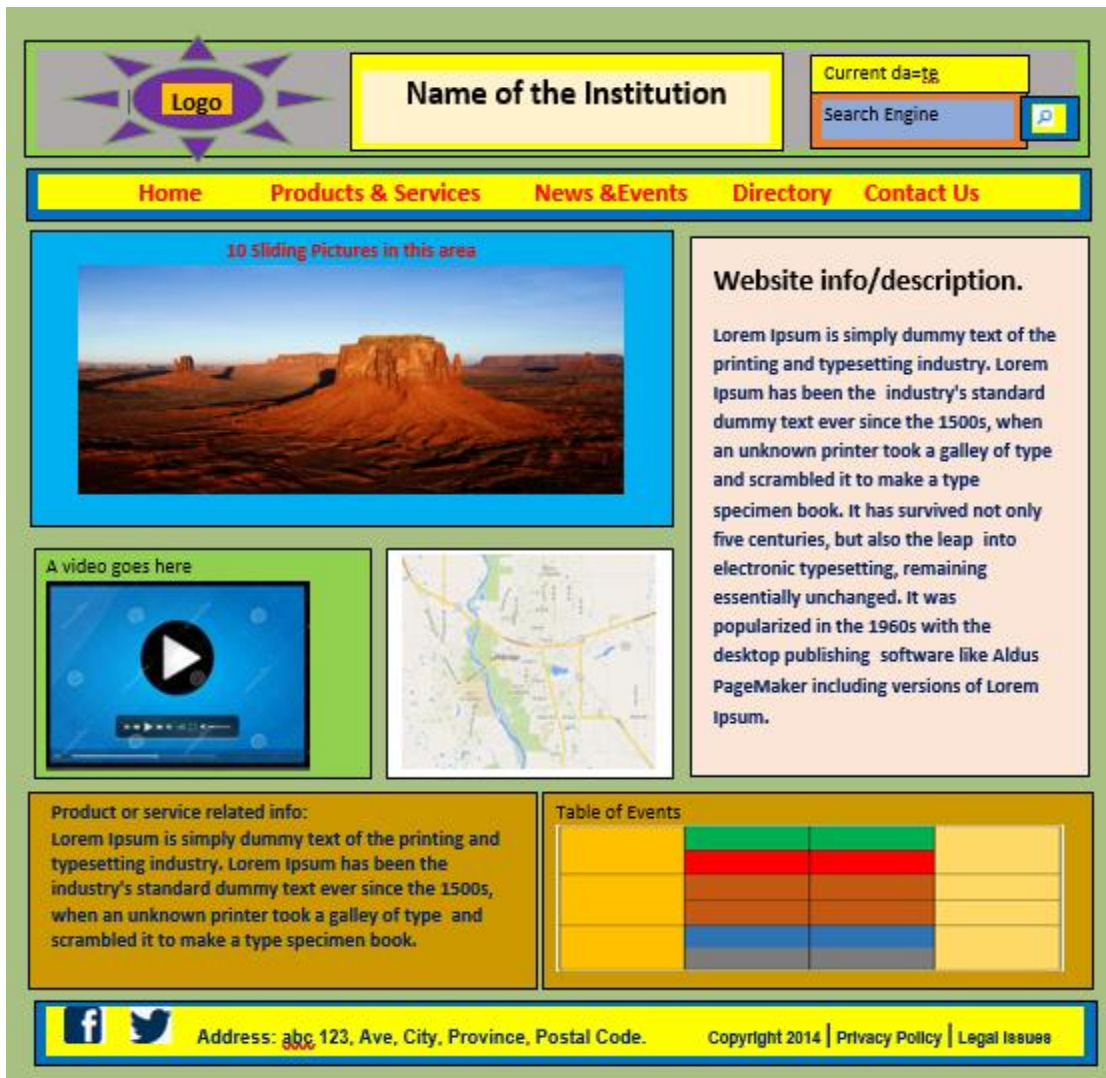 Logo
Name of the Institution
Current da=te
Search Engine
Home Products & Services News &Events Directory Contact Us
10 Sliding Pictures in this area
Website info/description.
Lorem Ipsum is simply dummy text of the
printing and typesetting industry. Lorem
Ipsum has been the industry's standard
dummy text ever since the 1500s, when
an unknown printer took a galley of type
and scrambled it to make a type
specimen book. It has survived not only
five centuries, but also the leap into
electronic typesetting, remaining
essentially unchanged. It was
popularized in the 1960s with the
desktop publishing software like Aldus
PageMaker including versions of Lorem
Ipsum.
A video goes here
Product or service related info:
Lorem Ipsum is simply dummy text of the printing and
typesetting industry. Lorem Ipsum has been the
industry's standard dummy text ever since the 1500s,
when an unknown printer took a galley of type and
scrambled it to make a type specimen book.
Table of Events
Address: abc 123, Ave, City, Province, Postal Code. Copyright 2014 | Privacy Policy | Legal Issues